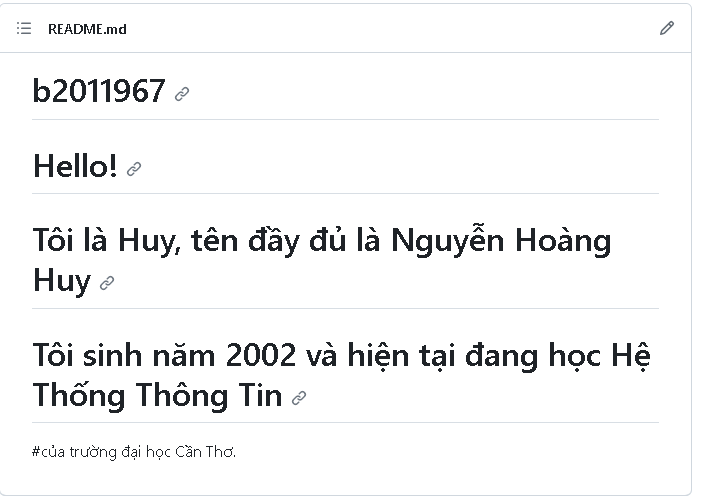 README.md
b2011967
Hello!
Tôi là Huy, tên đầy đủ là Nguyễn Hoàng
Huy
Tôi sinh năm 2002 và hiện tại đang học Hệ
Thống Thông Tin
#của trường đại học Cần Thơ.